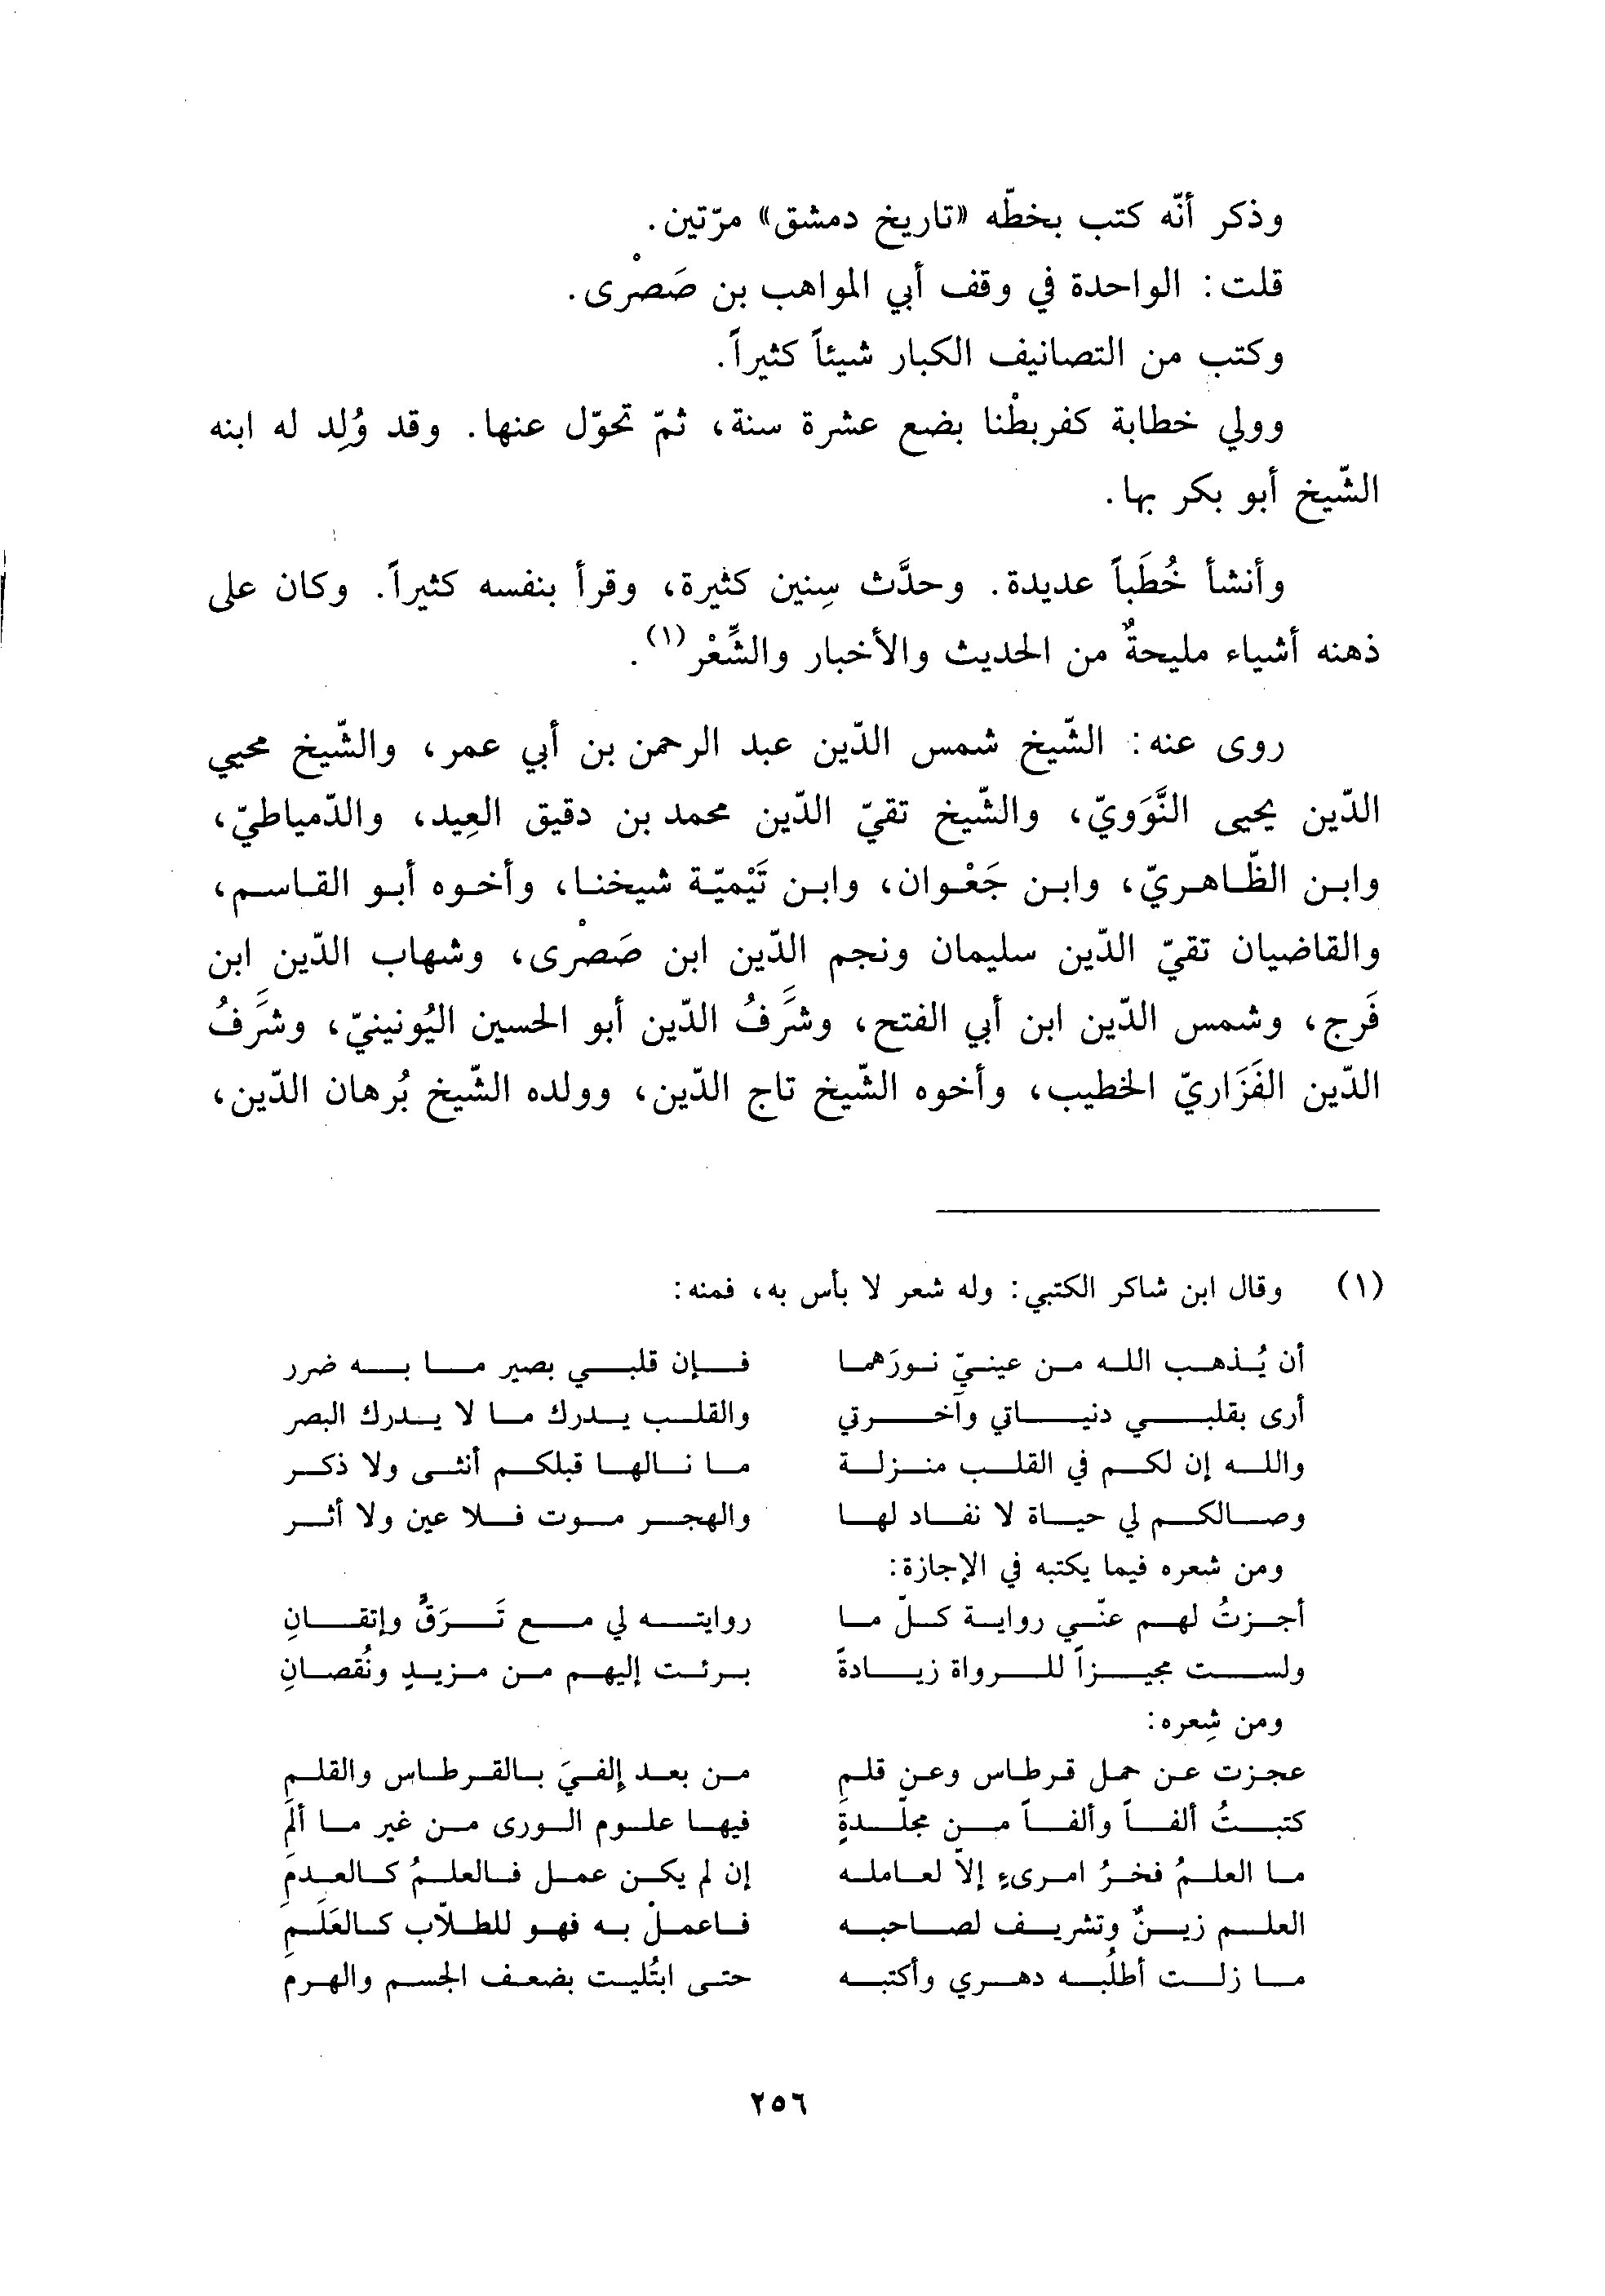 وذكر أنّه كتب بخطّه «تاريخ دمشق» مرّتين.
قلت: الواحدة في وقف أبي المواهب بن صَصْرى.
وكتب من التصانيف الكبار شيئاً كثيراً.
وولي خطابة كفربطْنا بضع عشرة سنة، ثمّ تحوّل عنها. وقد وُلِد له ابنه
الشّيخ أبو بكر بها.
وأنشأ خُطَباً عديدة. وحدَّث سِنين كثيرة، وقرأ بنفسه كثيراً. وكان على
ذهنه أشياء مليحةٌ من الحديث والأخبار والشِّعْر(١).
روى عنه: الشّيخ شمس الدّين عبد الرحمن بن أبي عمر، والشّيخ محيي
الدّين يحيى النَّوَويّ، والشّيخ تقيّ الدّين محمد بن دقيق العِيد، والدّمياطيّ،
وابن الظّاهريّ، وابن جَعْوان، وابن تَيْميّة شيخنا، وأخوه أبو القاسم،
والقاضيان تقيّ الدّين سليمان ونجم الدّين ابن صَصْرى، وشهاب الدّين ابن
فَرج، وشمس الدّين ابن أبي الفتح، وشَرَفُ الدّين أبو الحسين اليُونينيّ، وشَرَفُ
الدّين الفَزَاريّ الخطيب، وأخوه الشّيخ تاج الدّين، وولده الشّيخ بُرهان الدّين،
(١) وقال ابن شاكر الكتبي: وله شعر لا بأس به، فمنه:
أن يُذهب الله من عينيّ نورَهما فإن قلبي بصير ما به ضرر
أرى بقلبي دنياتي وآخرتي والقلب يدرك ما لا يدرك البصر
والله إن لكم في القلب منزلة ما نالها قبلكم أنثى ولا ذكر
وصالكم لي حياة لا نفاد لها والهجر موت فلا عين ولا أثر
ومن شعره فيما يكتبه في الإجازة:
أجزتُ لهم عنّي رواية كلّ ما روايته لي مع تَرَقٍّ وإتقانِ
ولست مجيزاً للرواة زيادةً برئت إليهم من مزيدٍ ونُقصانِ
ومن شِعره:
عجزت عن حمل قرطاس وعن قلمِ من بعد إلفيَ بالقرطاس والقلمِ
كتبتُ ألفاً وألفاً من مجلّدةٍ فيها علوم الورى من غير ما ألمِ
ما العلمُ فخرُ امرىءٍ إلاّ لعامله إن لم يكن عمل فالعلمُ كالعدمِ
العلم زينٌ وتشريف لصاحبه فاعملْ به فهو للطلاّب كالعَلَمِ
ما زلت أطلُبه دهري وأكتبه حتى ابتُليت بضعف الجسم والهرمِ
٢٥٦